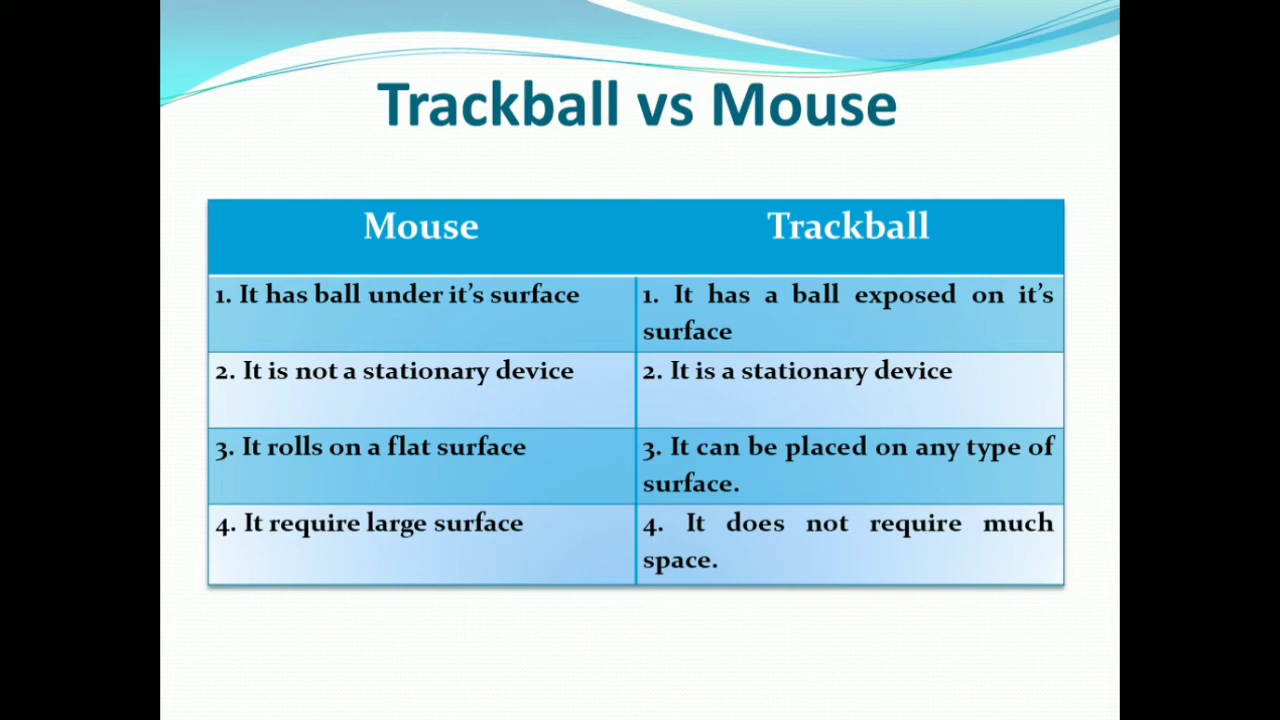 Trackball vs Mouse
Mouse
Trackball
1. It has ball under it’s surface
1. It has a ball exposed on it’s
surface
2. It is not a stationary device
2. It is a stationary device
3. It rolls on a flat surface
3. It can be placed on any type of
surface.
4. It require large surface
4. It does not require much
space.